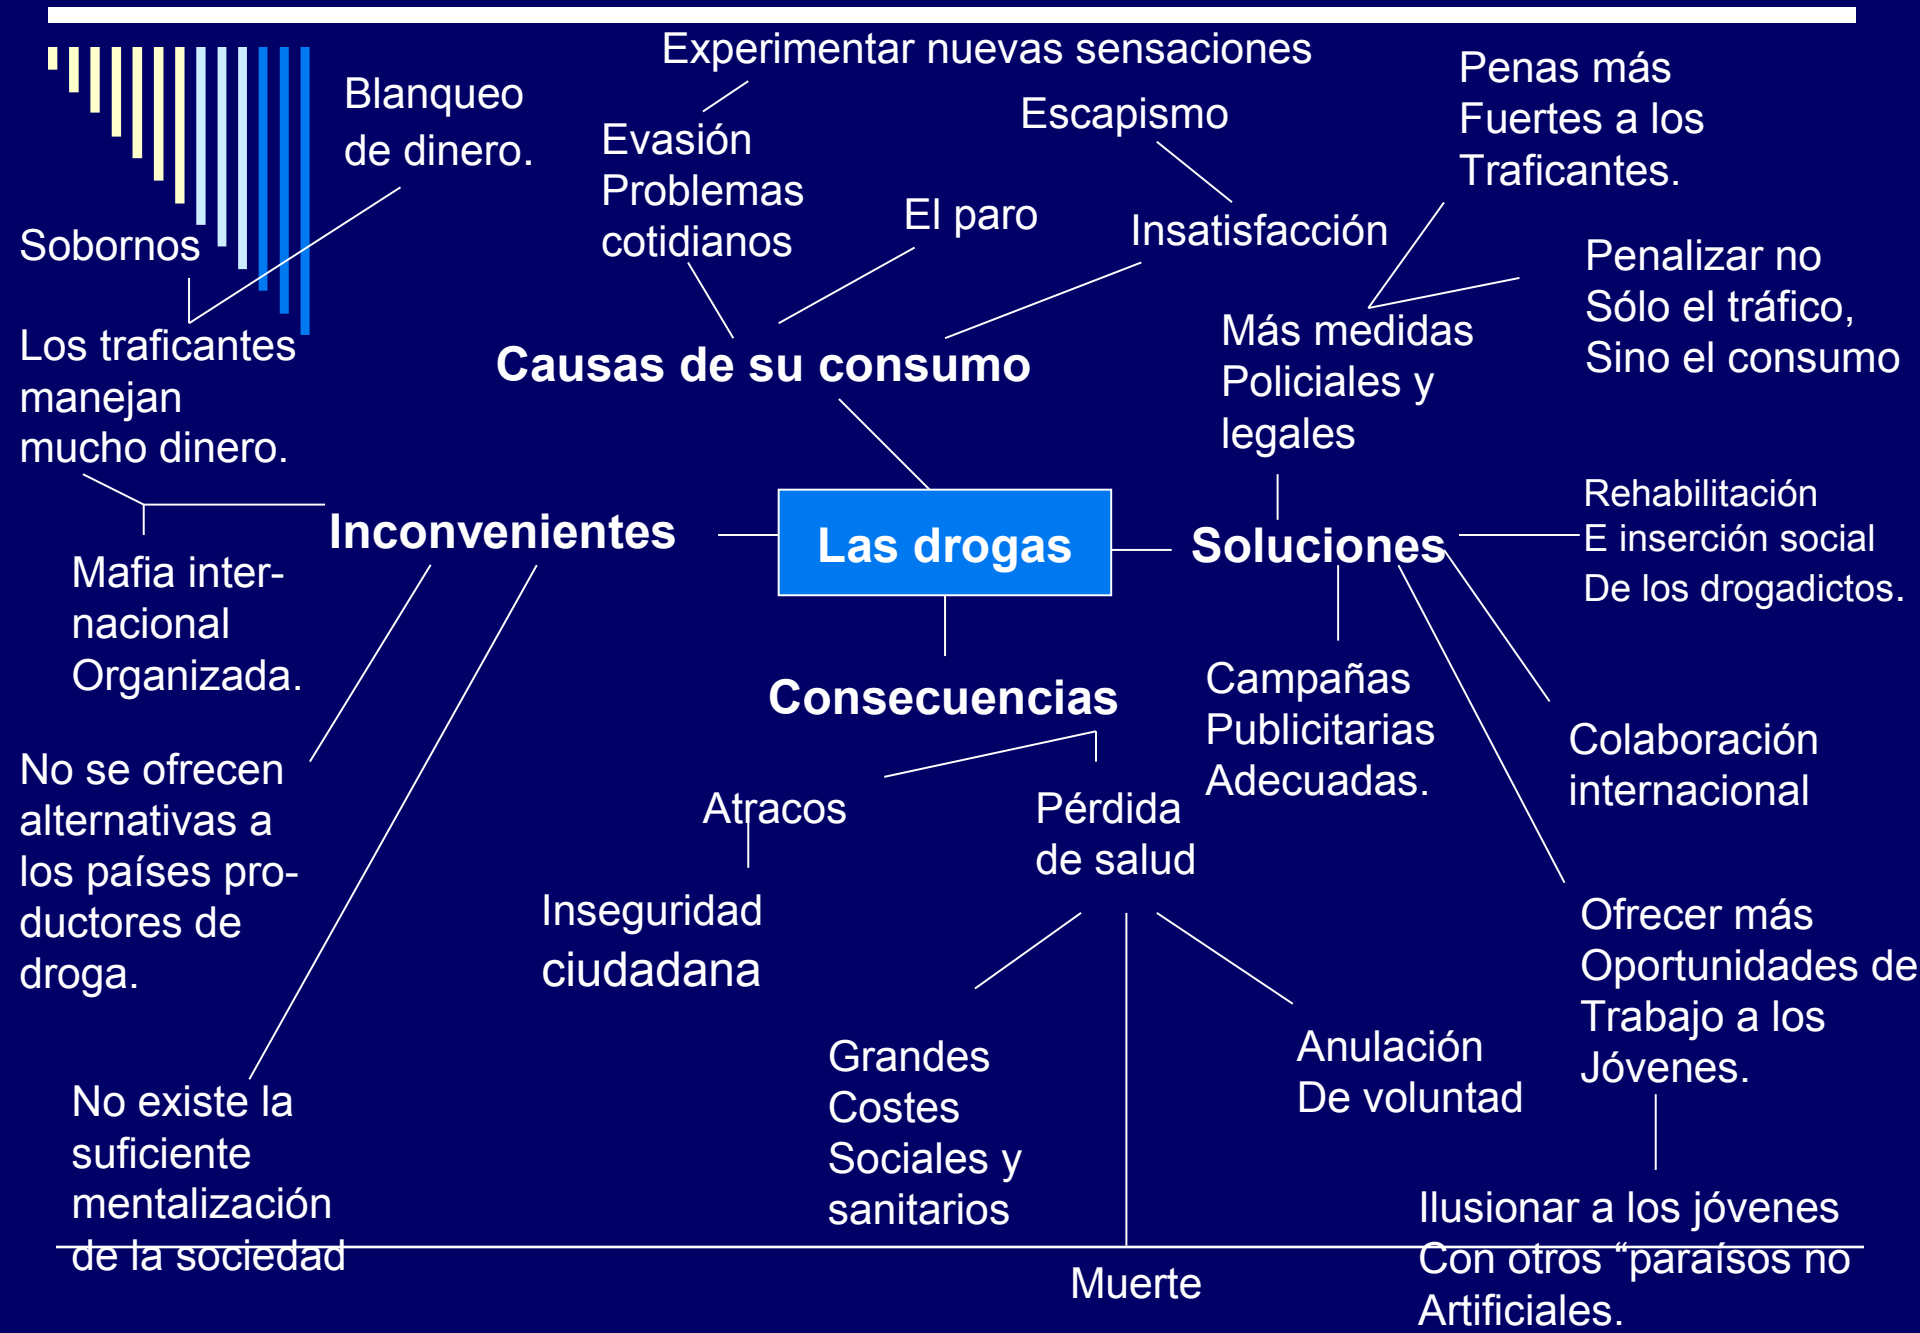 Experimentar nuevas sensaciones
Blanqueo
de dinero.
Evasión
Problemas
cotidianos
Escapismo
Penas más
Fuertes a los
Traficantes.
Sobornos
El paro
Insatisfacción
Penalizar no
Sólo el tráfico,
Sino el consumo
Los traficantes
manejan
mucho dinero.
Causas de su consumo
Más medidas
Policiales y
legales
Inconvenientes
Las drogas
Soluciones
Rehabilitación
E inserción social
De los drogadictos.
Mafia inter-
nacional
Organizada.
Consecuencias
Campañas
Publicitarias
Adecuadas.
Colaboración
internacional
No se ofrecen
alternativas a
los países pro-
ductores de
droga.
Atracos
Pérdida
de salud
Inseguridad
ciudadana
Ofrecer más
Oportunidades de
Trabajo a los
Jóvenes.
Grandes
Costes
Sociales y
sanitarios
Anulación
De voluntad
No existe la
suficiente
mentalización
de la sociedad
Muerte
Ilusionar a los jóvenes
Con otros “paraísos no
Artificiales.